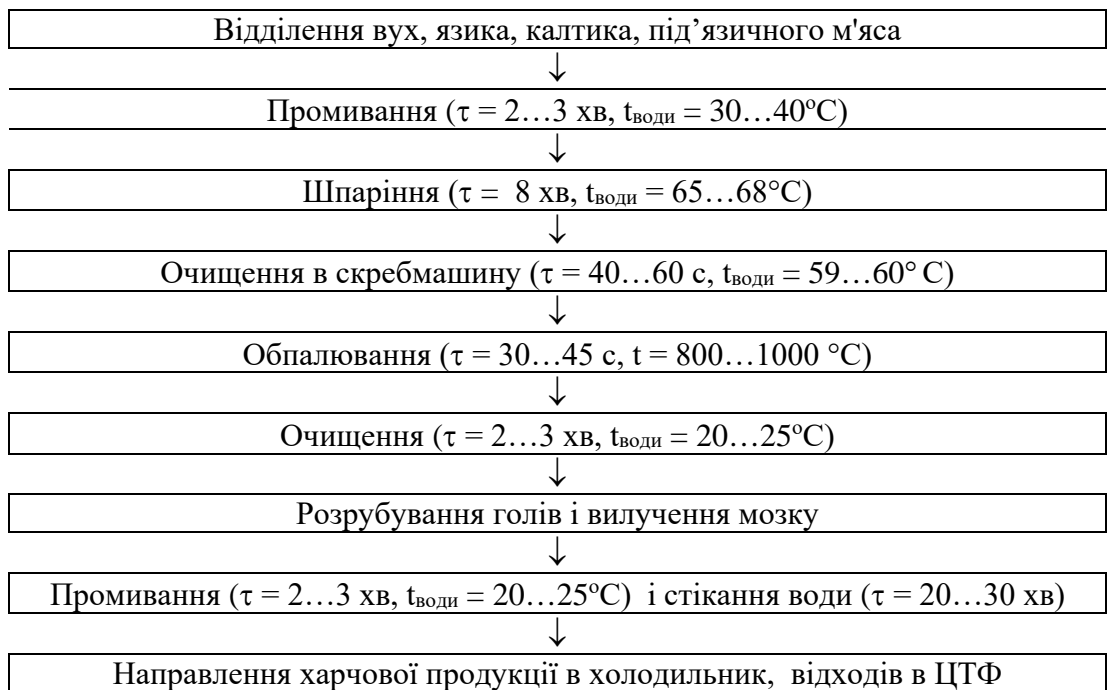 Відділення вух, язика, калтика, під’язичного м'яса
↓
Промивання (τ = 2…3 хв, tводи = 30…40ºС)
↓
Шпаріння (τ = 8 хв, tводи = 65…68°С)
↓
Очищення в скребмашину (τ = 40…60 с, tводи = 59…60° С)
↓
Обпалювання (τ = 30…45 с, t = 800…1000 °С)
↓
Очищення (τ = 2…3 хв, tводи = 20…25ºС)
↓
Розрубування голів і вилучення мозку
↓
Промивання (τ = 2…3 хв, tводи = 20…25ºС) і стікання води (τ = 20…30 хв)
↓
Направлення харчової продукції в холодильник, відходів в ЦТФ